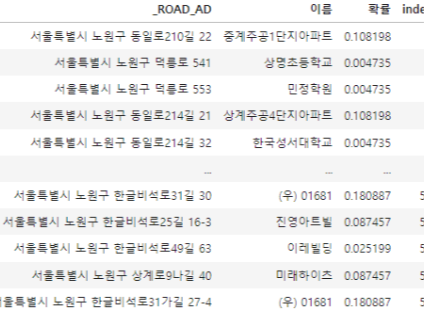 _ROAD_AD 이름 확률 inde
서울특별시 노원구 동일로210길 22 중계주공1단지아파트 0.108198
서울특별시 노원구 덕릉로 541 상명초등학교 0.004735
서울특별시 노원구 덕릉로 553 민정학원 0.004735
서울특별시 노원구 동일로214길 21 상계주공4단지아파트 0.108198
서울특별시 노원구 동일로214길 32 한국성서대학교 0.004735
... ... ...
서울특별시 노원구 한글비석로31길 30 (우) 01681 0.180887 5
서울특별시 노원구 한글비석로25길 16-3 진영아트빌 0.087457 5
서울특별시 노원구 한글비석로49길 63 이레빌딩 0.025199 5
서울특별시 노원구 상계로9나길 40 미래하이츠 0.087457 5
서울특별시 노원구 한글비석로31가길 27-4 (우) 01681 0.180887 5